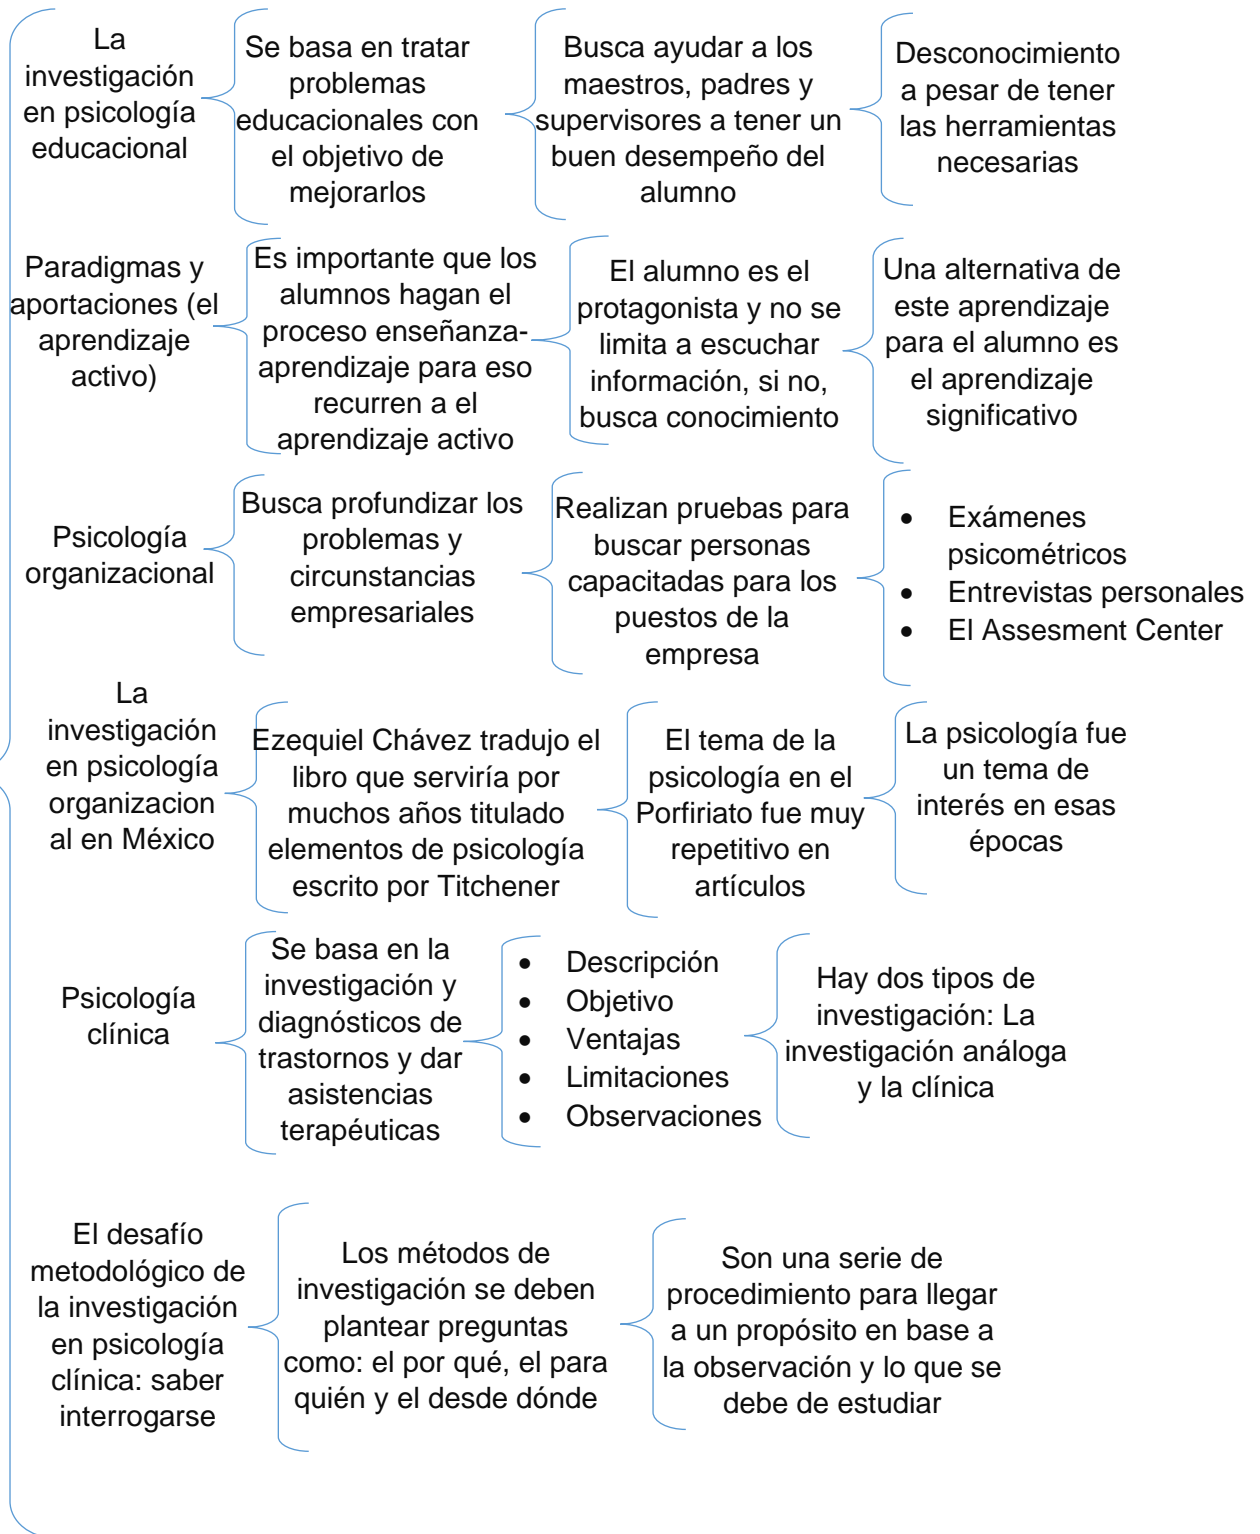 La
investigación
en psicología
educacional
Se basa en tratar
problemas
educacionales con
el objetivo de
mejorarlos
Busca ayudar a los
maestros, padres y
supervisores a tener un
buen desempeño del
alumno
Desconocimiento
a pesar de tener
las herramientas
necesarias
Paradigmas y
aportaciones (el
aprendizaje
activo)
Es importante que los
alumnos hagan el
proceso enseñanza-
aprendizaje para eso
recurren a el
aprendizaje activo
El alumno es el
protagonista y no se
limita a escuchar
información, si no,
busca conocimiento
Una alternativa de
este aprendizaje
para el alumno es
el aprendizaje
significativo
Psicología
organizacional
Busca profundizar los
problemas y
circunstancias
empresariales
Realizan pruebas para
buscar personas
capacitadas para los
puestos de la
empresa
• Exámenes
psicométricos
• Entrevistas personales
• El Assesment Center
La
investigación
en psicología
organizacion
al en México
Ezequiel Chávez tradujo el
libro que serviría por
muchos años titulado
elementos de psicología
escrito por Titchener
El tema de la
psicología en el
Porfiriato fue muy
repetitivo en
artículos
La psicología fue
un tema de
interés en esas
épocas
Psicología
clínica
Se basa en la
investigación y
diagnósticos de
trastornos y dar
asistencias
terapéuticas
• Descripción
• Objetivo
• Ventajas
• Limitaciones
• Observaciones
Hay dos tipos de
investigación: La
investigación análoga
y la clínica
El desafío
metodológico de
la investigación
en psicología
clínica: saber
interrogarse
Los métodos de
investigación se deben
plantear preguntas
como: el por qué, el para
quién y el desde dónde
Son una serie de
procedimiento para llegar
a un propósito en base a
la observación y lo que se
debe de estudiar